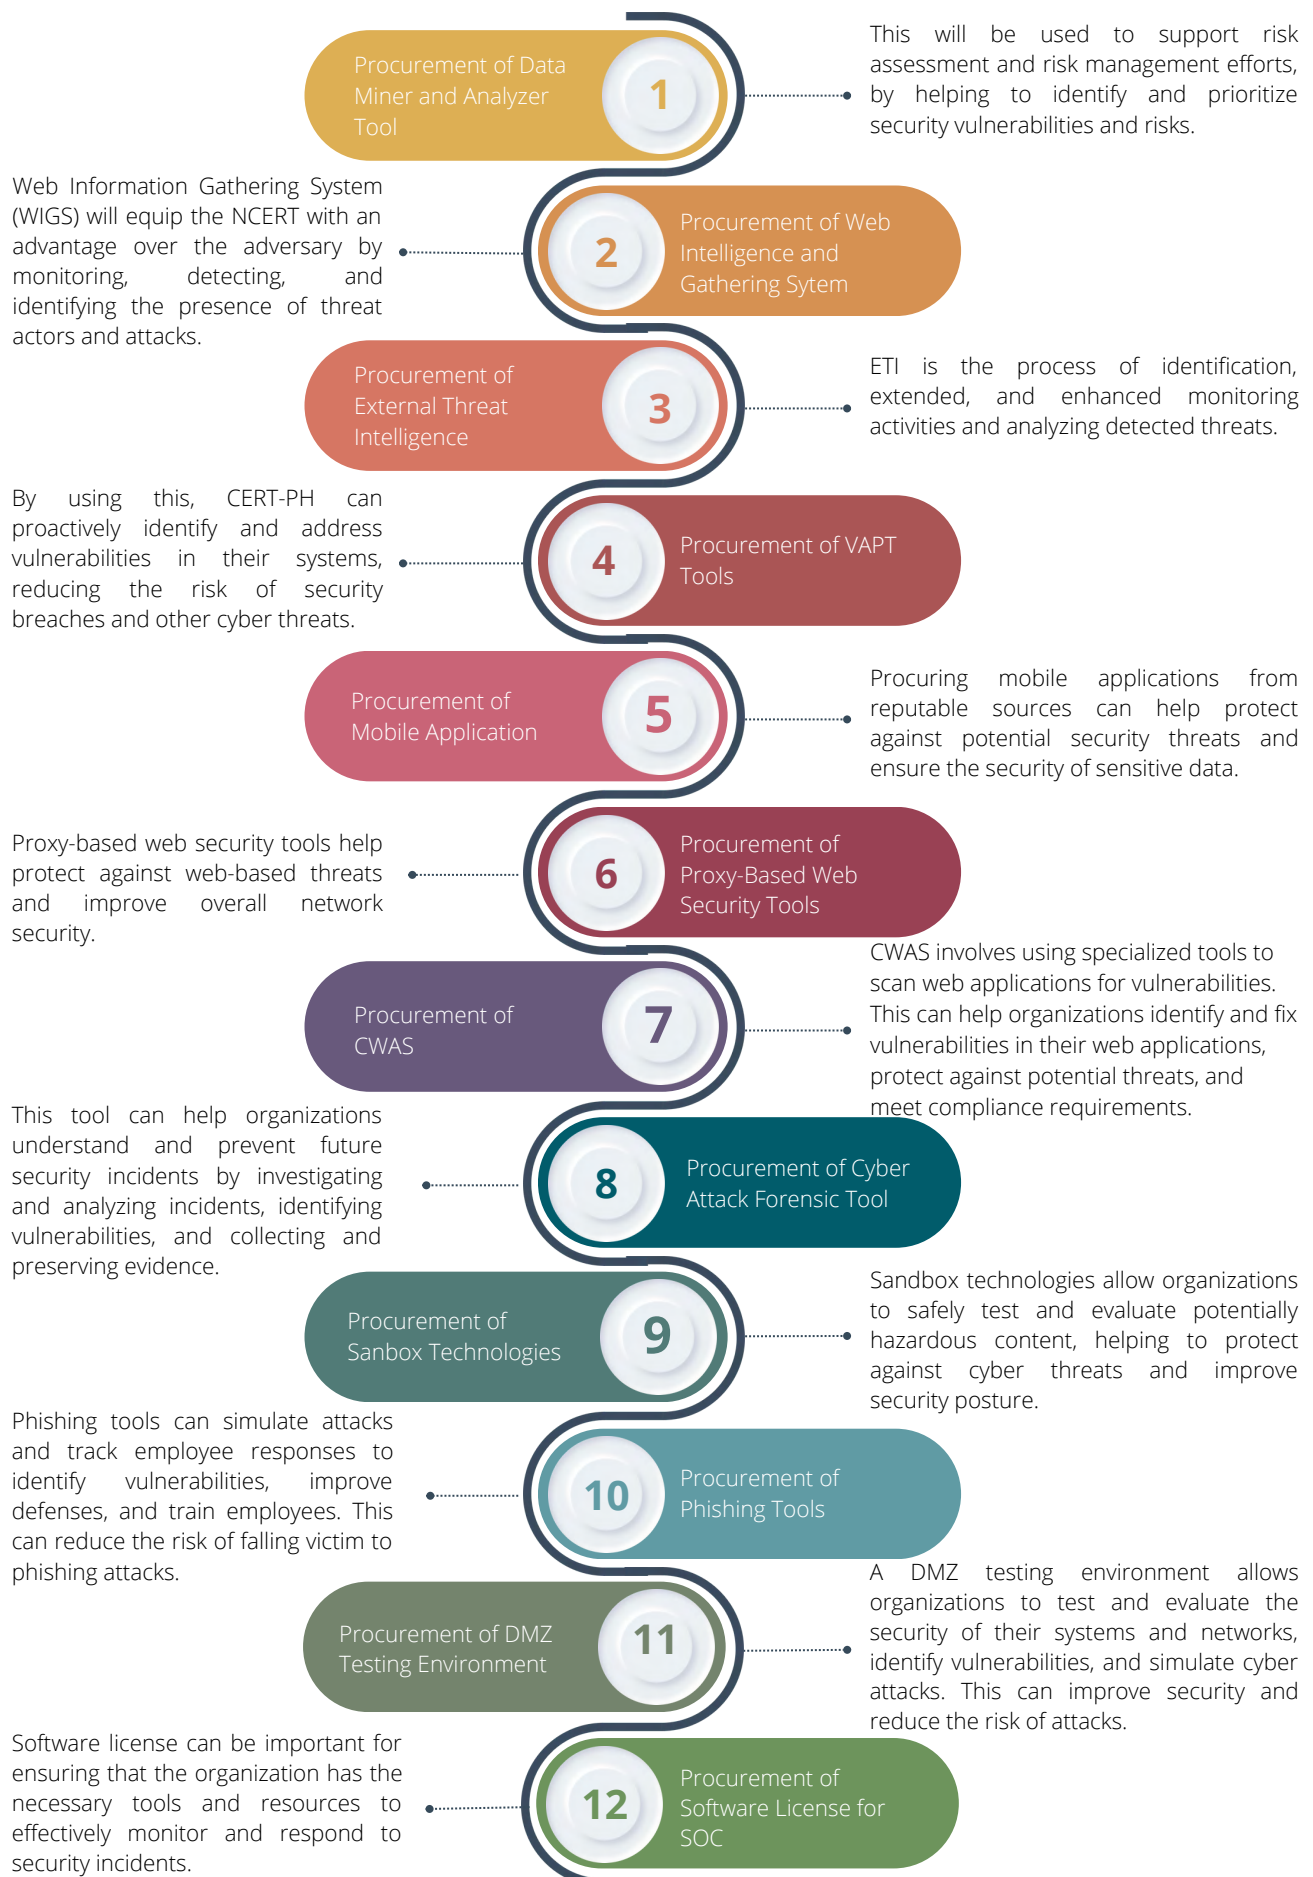 Procurement of Data
Miner and Analyzer
Tool
1
This will be used to support risk
assessment and risk management efforts,
by helping to identify and prioritize
security vulnerabilities and risks.
Web Information Gathering System
(WIGS) will equip the NCERT with an
advantage over the adversary by
monitoring, detecting, and
identifying the presence of threat
actors and attacks.
2
Procurement of Web
Intelligence and
Gathering Sytem
Procurement of
External Threat
Intelligence
3
ETI is the process of identification,
extended, and enhanced monitoring
activities and analyzing detected threats.
By using this, CERT-PH can
proactively identify and address
vulnerabilities in their systems,
reducing the risk of security
breaches and other cyber threats.
4
Procurement of VAPT
Tools
Procurement of
Mobile Application
5
Procuring mobile applications from
reputable sources can help protect
against potential security threats and
ensure the security of sensitive data.
Proxy-based web security tools help
protect against web-based threats
and improve overall network
security.
6
Procurement of
Proxy-Based Web
Security Tools
Procurement of
CWAS
7
CWAS involves using specialized tools to
scan web applications for vulnerabilities.
This can help organizations identify and fix
vulnerabilities in their web applications,
protect against potential threats, and
meet compliance requirements.
This tool can help organizations
understand and prevent future
security incidents by investigating
and analyzing incidents, identifying
vulnerabilities, and collecting and
preserving evidence.
8
Procurement of Cyber
Attack Forensic Tool
Procurement of
Sanbox Technologies
9
Sandbox technologies allow organizations
to safely test and evaluate potentially
hazardous content, helping to protect
against cyber threats and improve
security posture.
Phishing tools can simulate attacks
and track employee responses to
identify vulnerabilities, improve
defenses, and train employees. This
can reduce the risk of falling victim to
phishing attacks.
10
Procurement of
Phishing Tools
Procurement of DMZ
Testing Environment
11
A DMZ testing environment allows
organizations to test and evaluate the
security of their systems and networks,
identify vulnerabilities, and simulate cyber
attacks. This can improve security and
reduce the risk of attacks.
Software license can be important for
ensuring that the organization has the
necessary tools and resources to
effectively monitor and respond to
security incidents.
12
Procurement of
Software License for
SOC